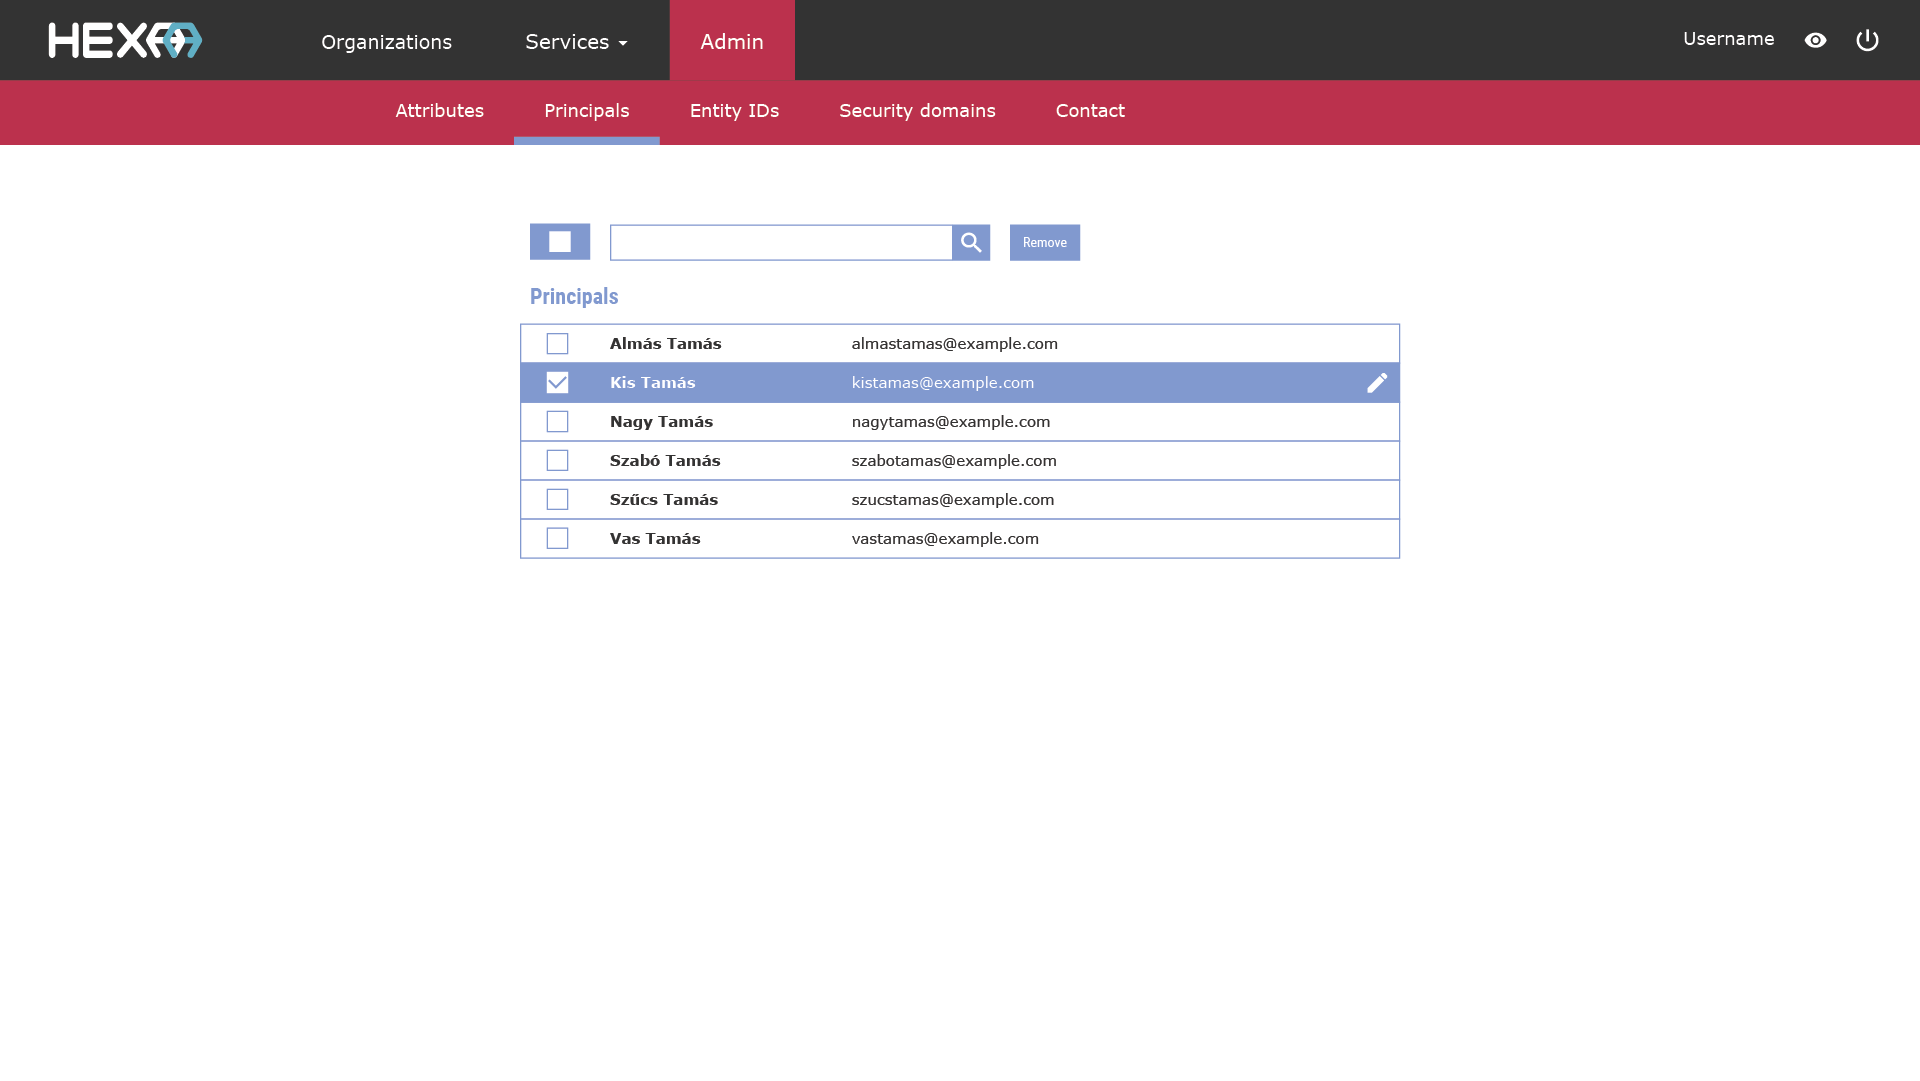 HEXAA
Organizations
Services
Admin
Username
Attributes
Principals
Entity IDs
Security domains
Contact
Remove
Principals
Almás Tamás almastamas@example.com
Kis Tamás kistamas@example.com
Nagy Tamás nagytamas@example.com
Szabó Tamás szabotamas@example.com
Szűcs Tamás szucstamas@example.com
Vas Tamás vastamas@example.com